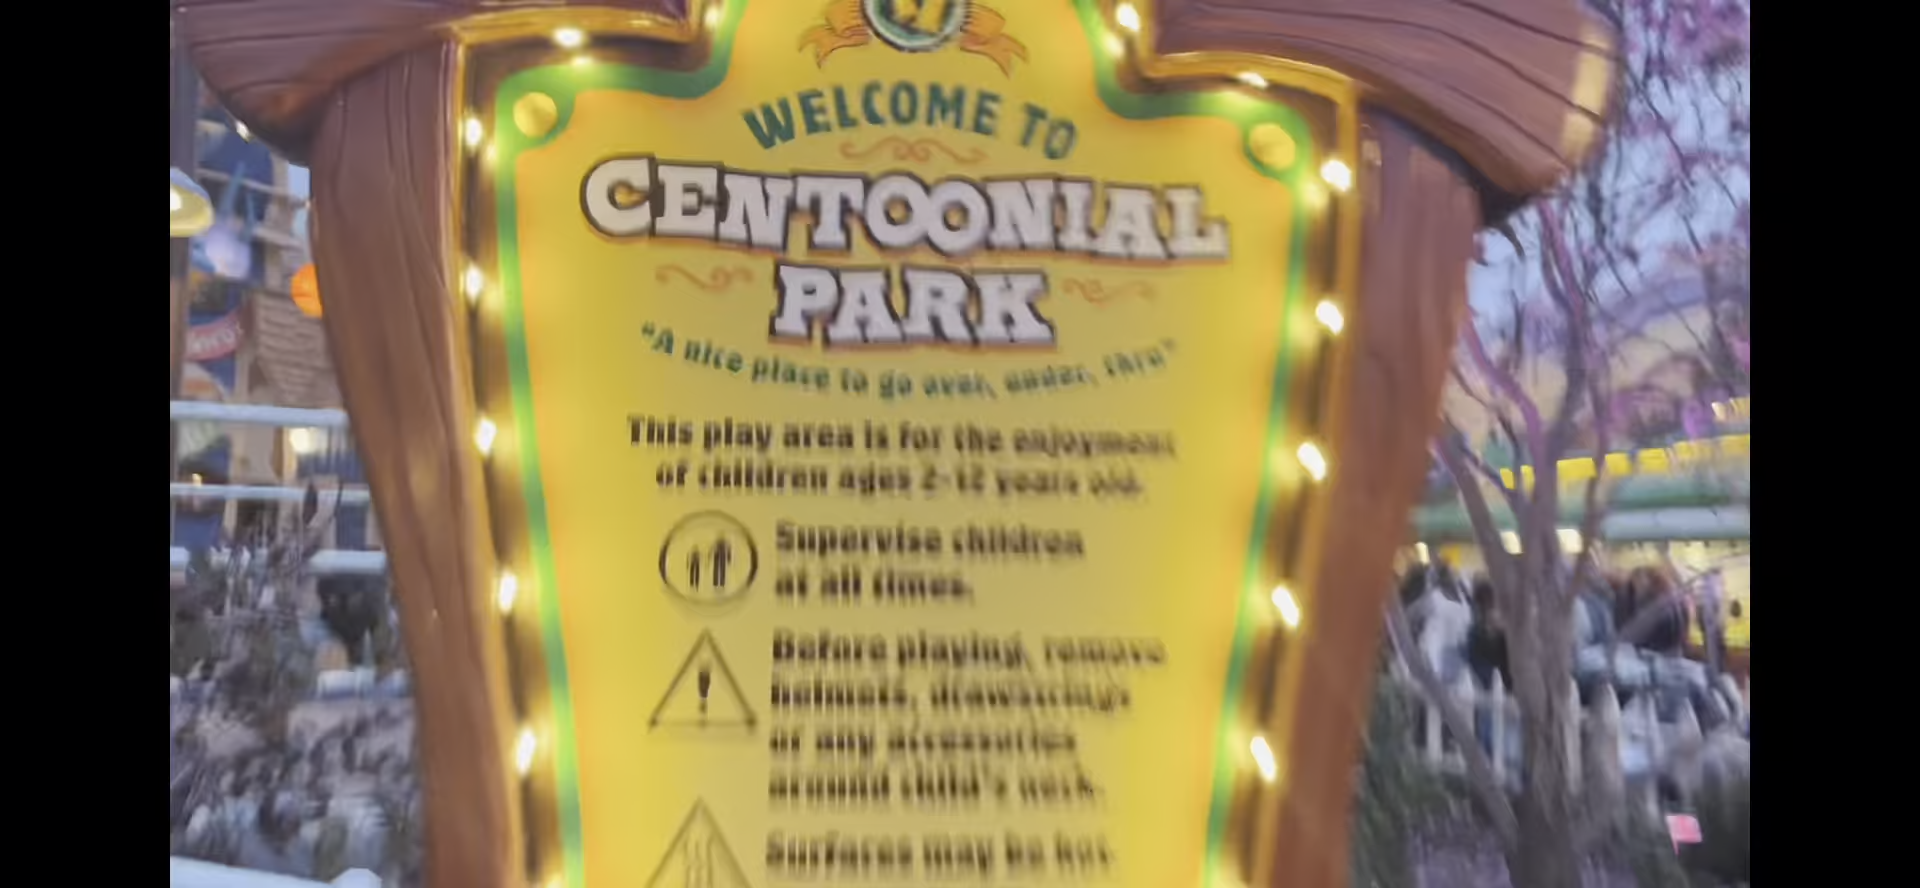 WELCOME TO
CENTOONIAL
PARK
"A nice place to go over, under, thru"
This play area is for the enjoyment
of children ages 2-12 years old.
Supervise children
at all times.
Before playing, remove
helmets, drawstrings
or any accessories
around child's neck.
Surfaces may be hot.